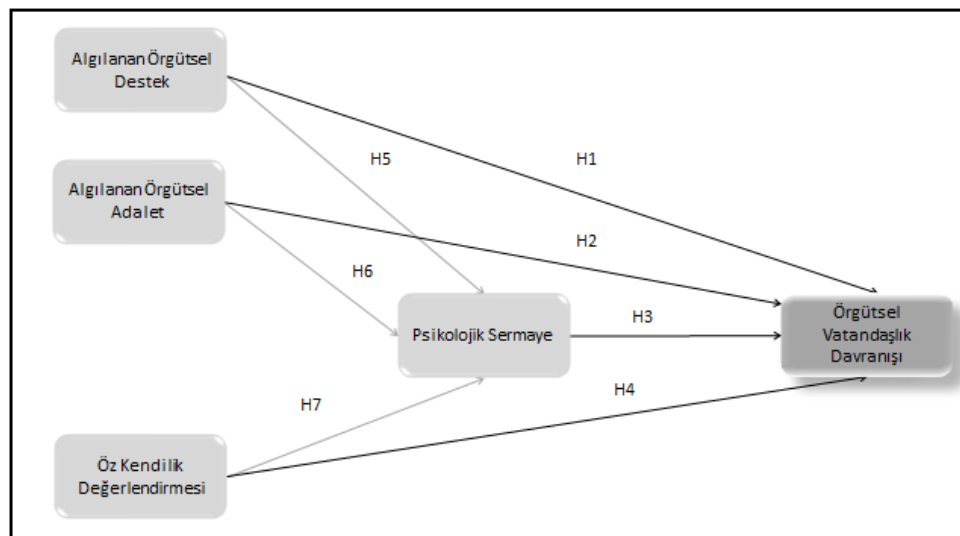 Algılanan Örgütsel
Destek
H5
H1
Algılanan Örgütsel
Adalet
H2
H6
Psikolojik Sermaye
H3
Örgütsel
Vatandaşlık
Davranışı
H7
H4
Öz Kendilik
Değerlendirmesi